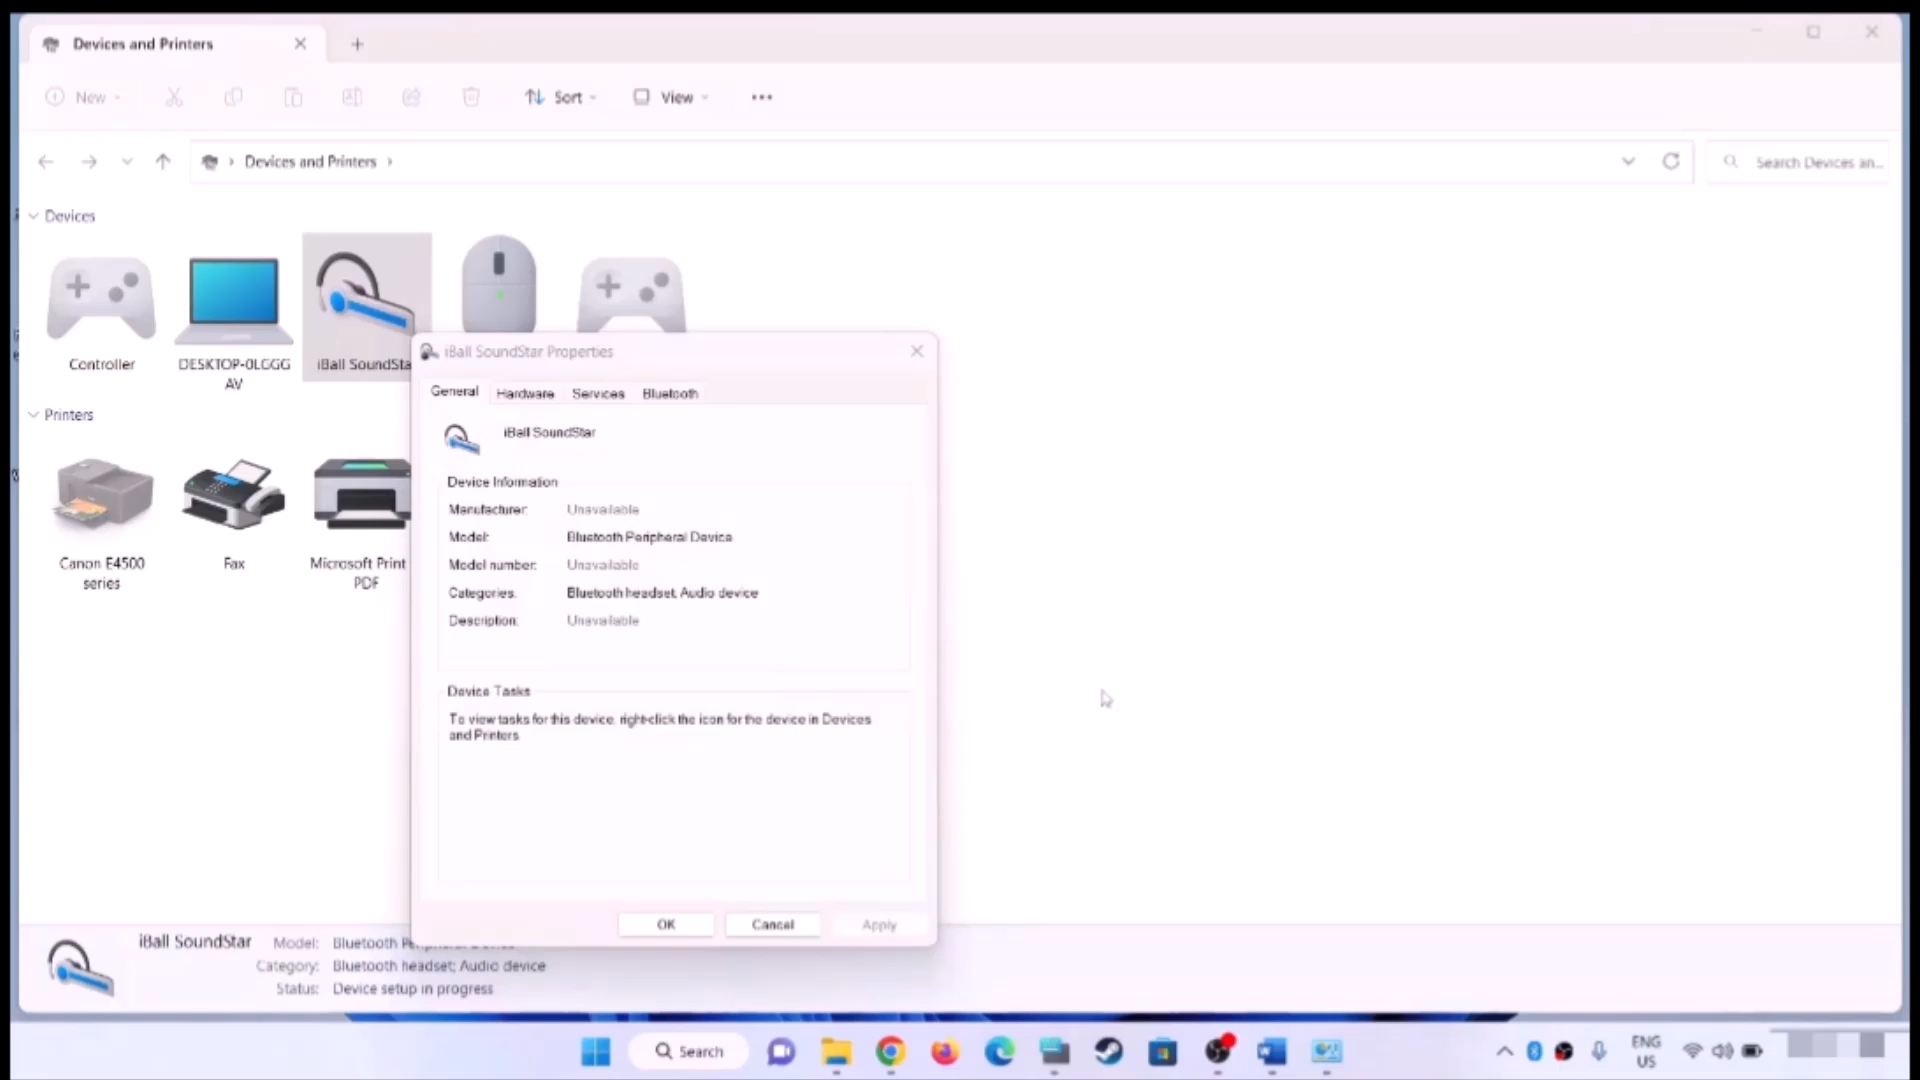 Devices and Printers
New
Sort
View
Devices and Printers
Search Devices an...
Devices
Controller
DESKTOP-0LGGG
AV
iBall SoundSta
Printers
Canon E4500
series
Fax
Microsoft Print
PDF
iBall SoundStar Properties
General Hardware Services Bluetooth
iBall SoundStar
Device Information
Manufacturer: Unavailable
Model: Bluetooth Peripheral Device
Model number: Unavailable
Categories: Bluetooth headset; Audio device
Description: Unavailable
Device Tasks
To view tasks for this device, right-click the icon for the device in Devices
and Printers.
OK Cancel Apply
iBall SoundStar Model: Bluetooth
Category: Bluetooth headset; Audio device
Status: Device setup in progress
Search
ENG
US